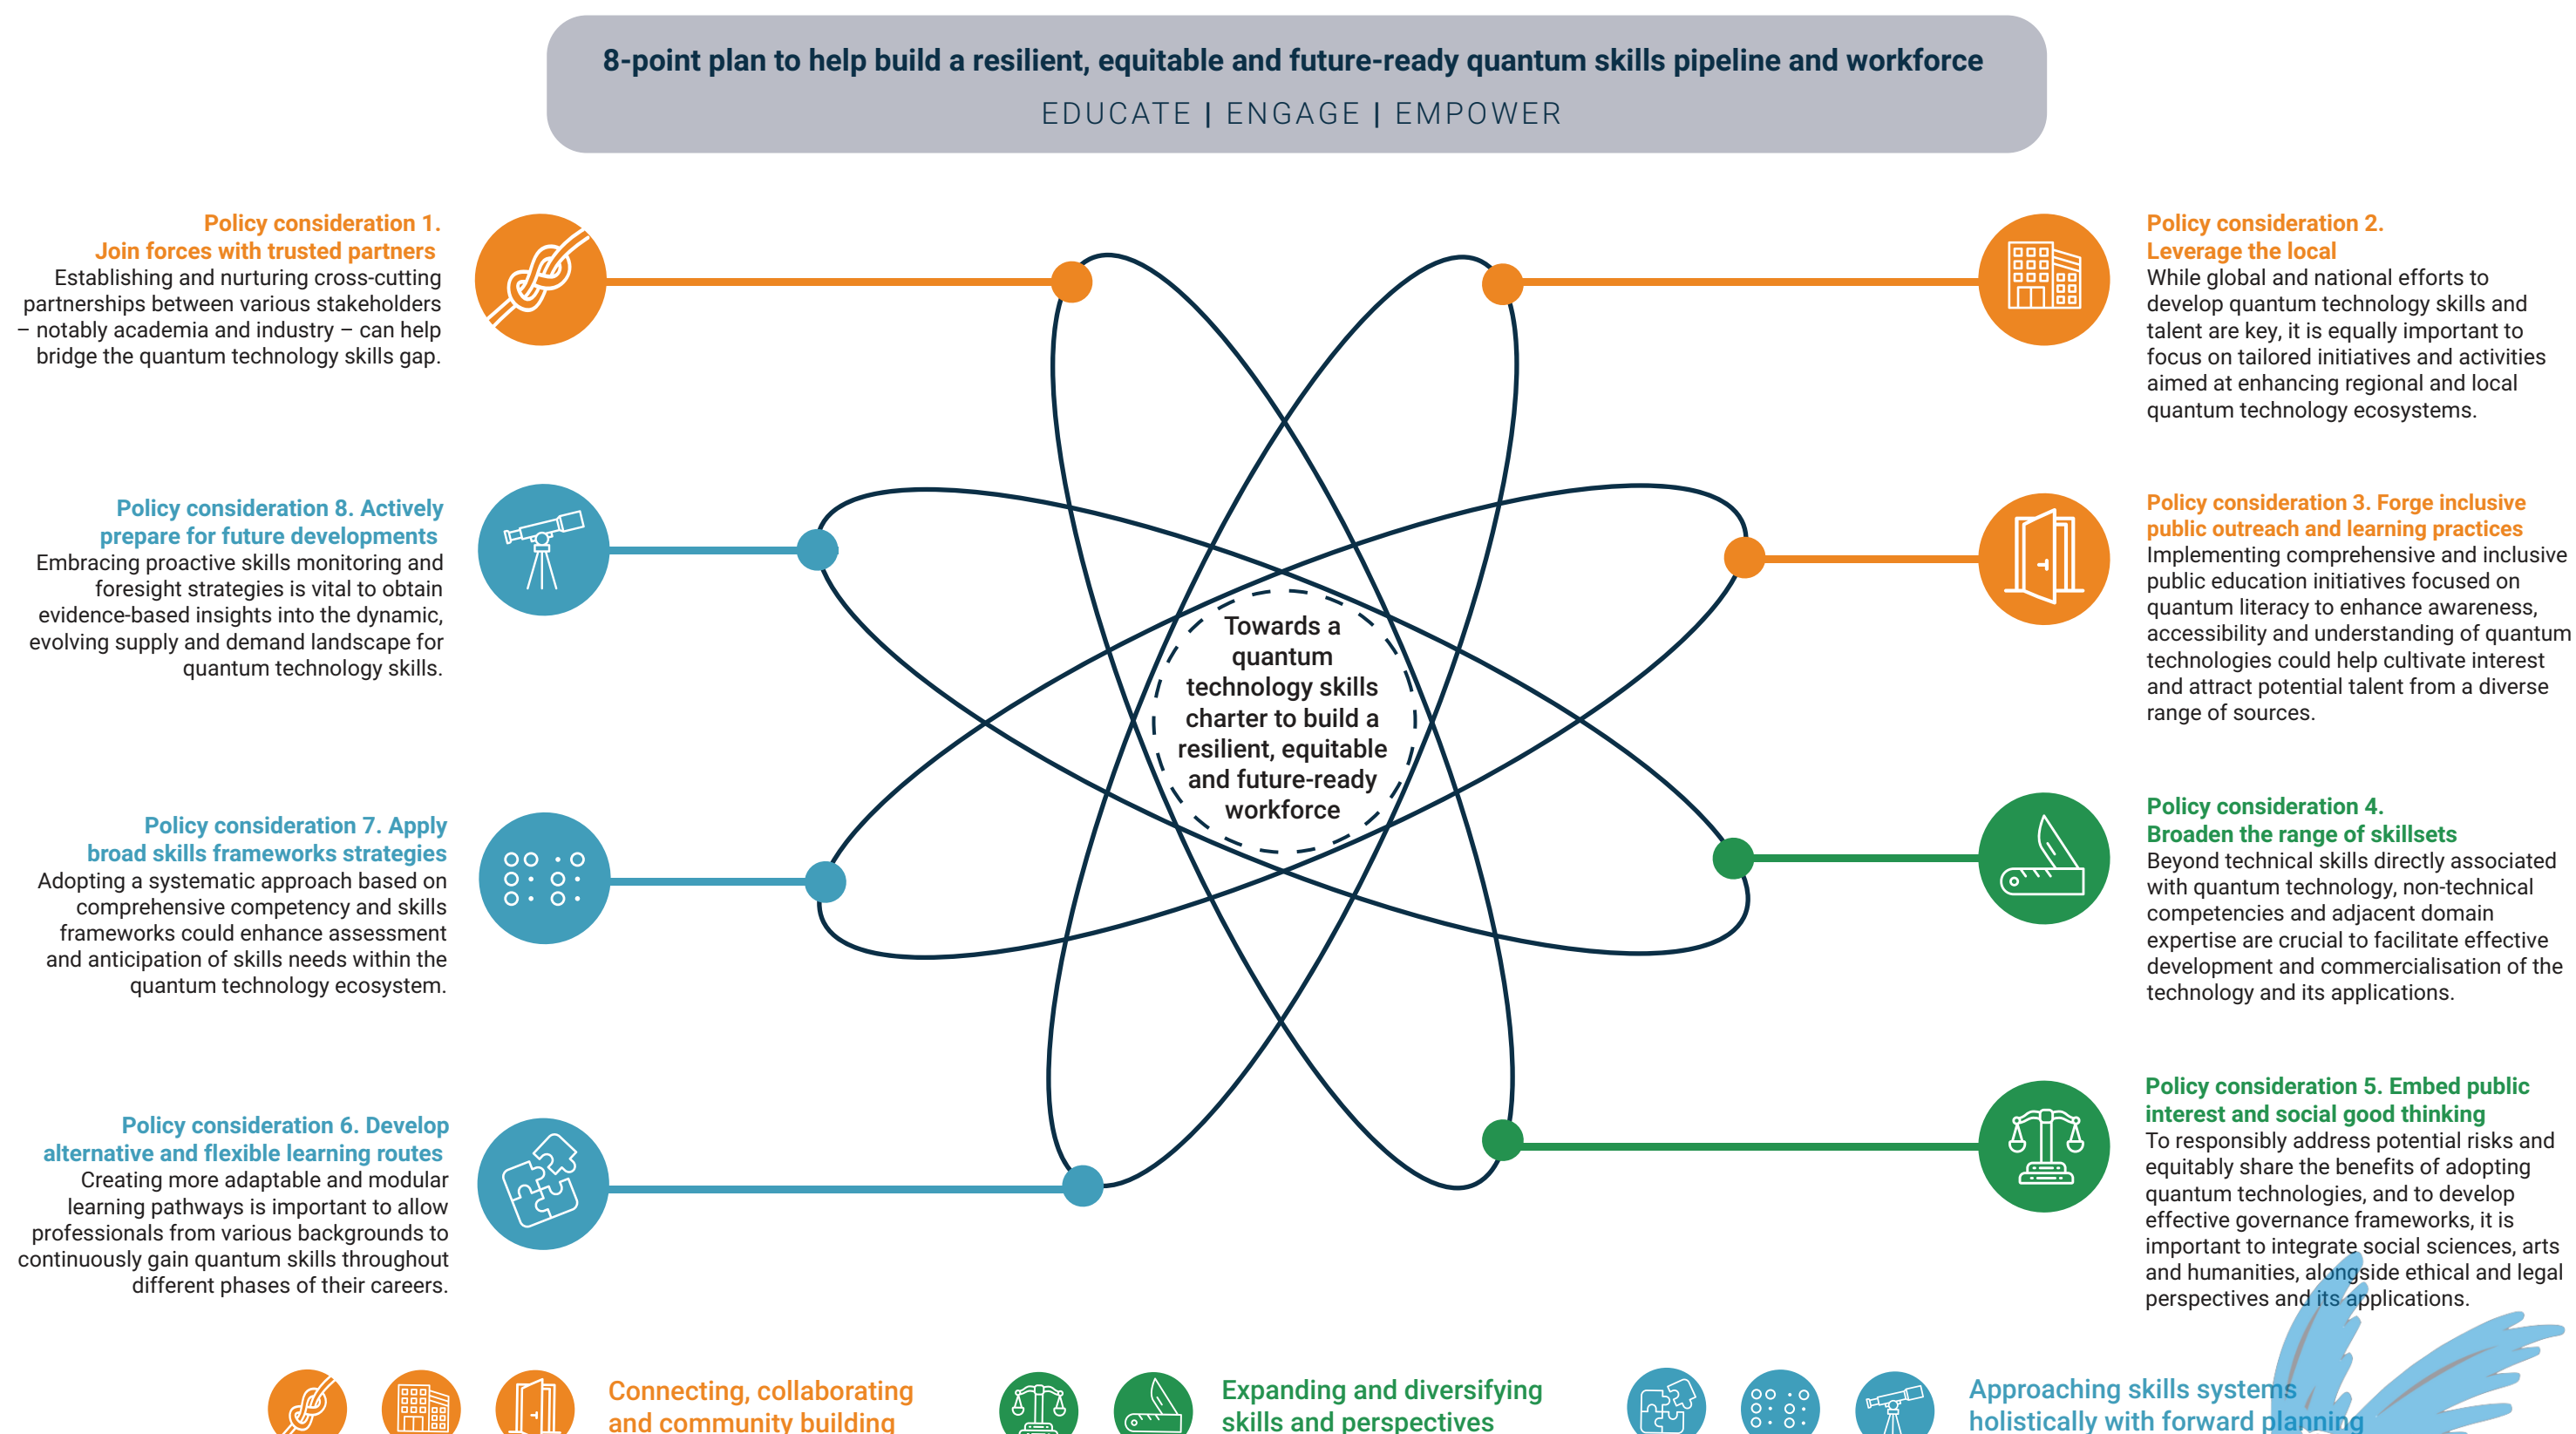 8-point plan to help build a resilient, equitable and future-ready quantum skills pipeline and workforce
EDUCATE | ENGAGE | EMPOWER
Policy consideration 1.
Join forces with trusted partners
Establishing and nurturing cross-cutting
partnerships between various stakeholders
– notably academia and industry – can help
bridge the quantum technology skills gap.
Policy consideration 2.
Leverage the local
While global and national efforts to
develop quantum technology skills and
talent are key, it is equally important to
focus on tailored initiatives and activities
aimed at enhancing regional and local
quantum technology ecosystems.
Policy consideration 8. Actively
prepare for future developments
Embracing proactive skills monitoring and
foresight strategies is vital to obtain
evidence-based insights into the dynamic,
evolving supply and demand landscape for
quantum technology skills.
Policy consideration 3. Forge inclusive
public outreach and learning practices
Implementing comprehensive and inclusive
public education initiatives focused on
quantum literacy to enhance awareness,
accessibility and understanding of quantum
technologies could help cultivate interest
and attract potential talent from a diverse
range of sources.
Towards a
quantum
technology skills
charter to build a
resilient, equitable
and future-ready
workforce
Policy consideration 7. Apply
broad skills frameworks strategies
Adopting a systematic approach based on
comprehensive competency and skills
frameworks could enhance assessment
and anticipation of skills needs within the
quantum technology ecosystem.
Policy consideration 4.
Broaden the range of skillsets
Beyond technical skills directly associated
with quantum technology, non-technical
competencies and adjacent domain
expertise are crucial to facilitate effective
development and commercialisation of the
technology and its applications.
Policy consideration 6. Develop
alternative and flexible learning routes
Creating more adaptable and modular
learning pathways is important to allow
professionals from various backgrounds to
continuously gain quantum skills throughout
different phases of their careers.
Policy consideration 5. Embed public
interest and social good thinking
To responsibly address potential risks and
equitably share the benefits of adopting
quantum technologies, and to develop
effective governance frameworks, it is
important to integrate social sciences, arts
and humanities, alongside ethical and legal
perspectives and its applications.
Connecting, collaborating
and community building
Expanding and diversifying
skills and perspectives
Approaching skills systems
holistically with forward planning